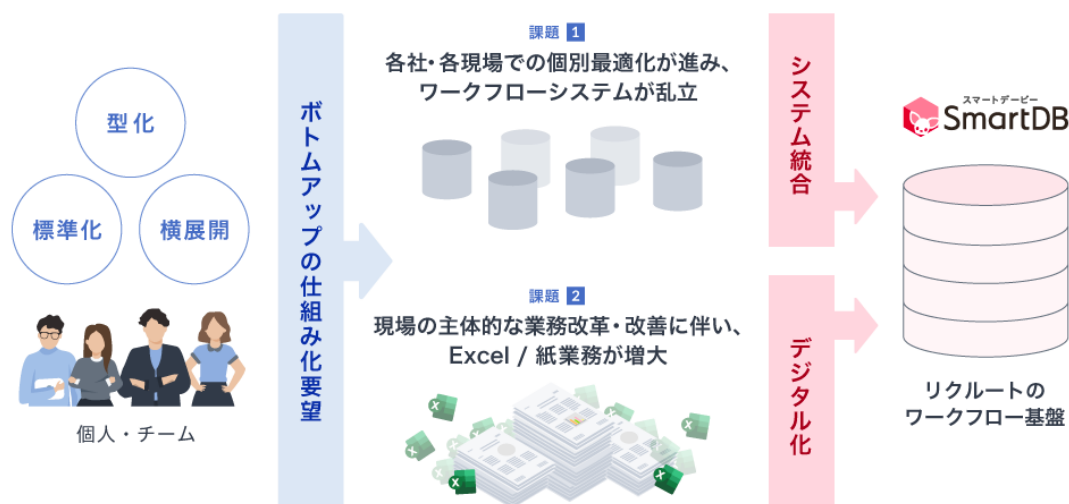 型化
標準化
横展開
個人・チーム
ボトムアップの仕組み化要望
課題 1
各社・各現場での個別最適化が進み、
ワークフローシステムが乱立
課題 2
現場の主体的な業務改革・改善に伴い、
Excel / 紙業務が増大
システム統合
デジタル化
スマートデービー
SmartDB
リクルートの
ワークフロー基盤